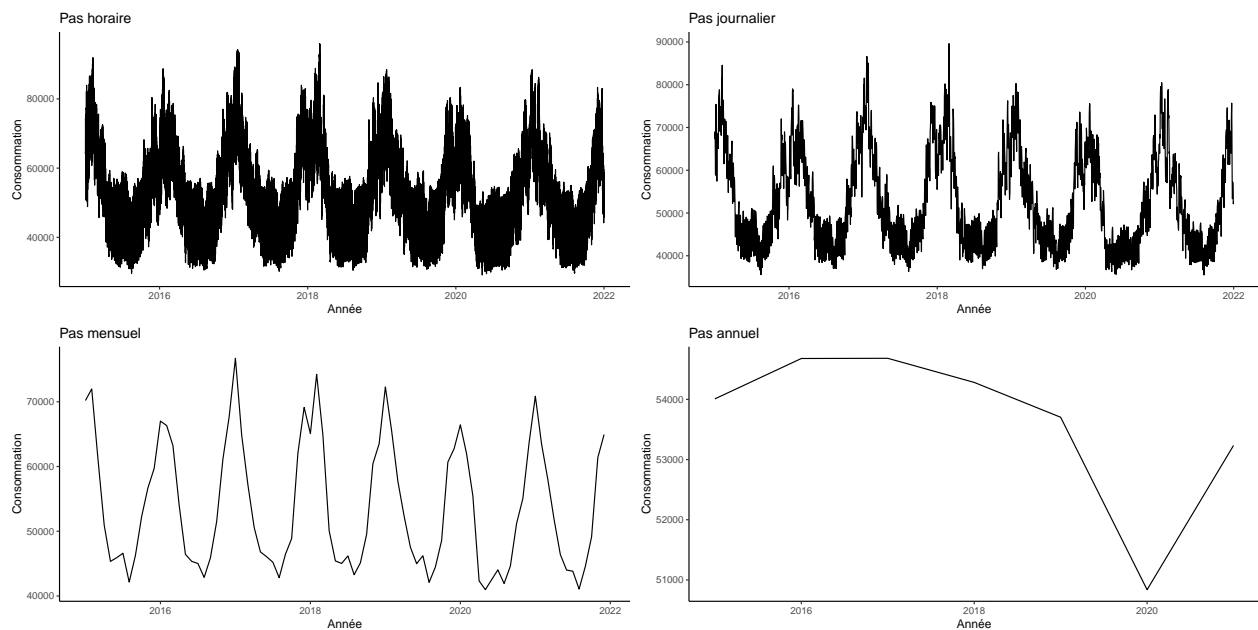 Pas horaire
Consommation
80000
60000
40000
2016
2018
2020
2022
Année
Pas journalier
Consommation
90000
80000
70000
60000
50000
40000
2016
2018
2020
2022
Année
Pas mensuel
Consommation
70000
60000
50000
40000
2016
2018
2020
2022
Année
Pas annuel
Consommation
54000
53000
52000
51000
2016
2018
2020
Année